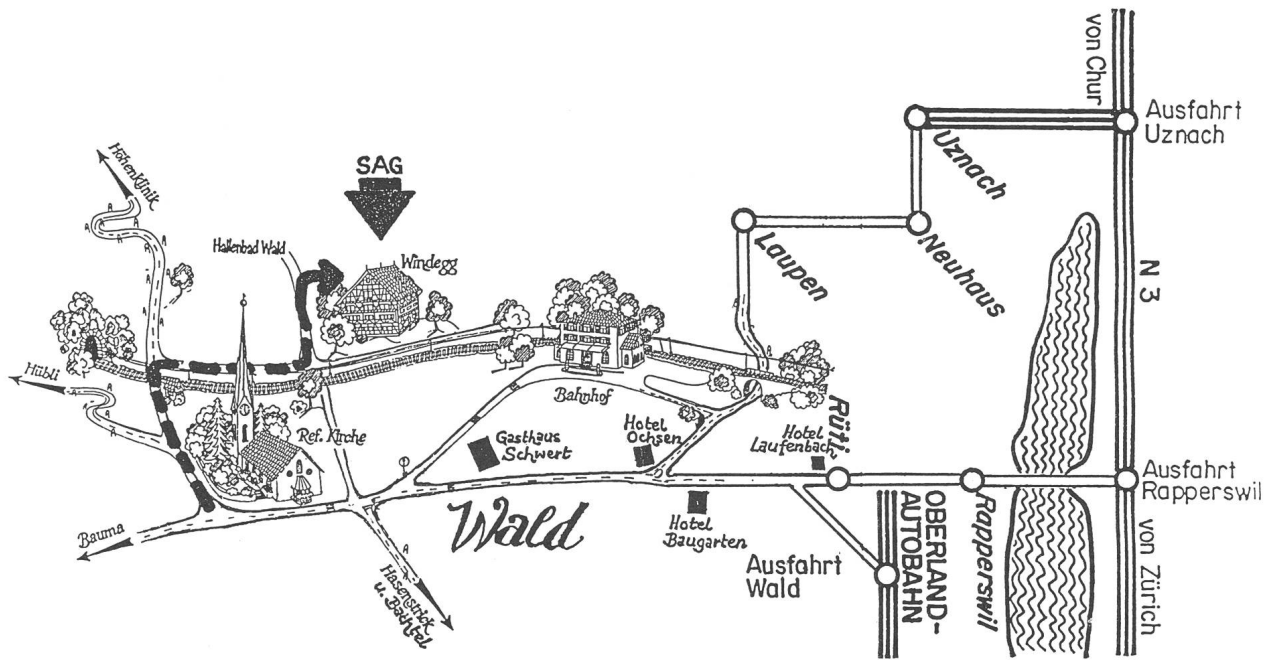 von Chur
Ausfahrt
Uznach
Uznach
Neuhaus
Laupen
N 3
SAG
Höhenklinik
Hallenbad Wald
Windegg
Hübli
Ref. Kirche
Bahnhof
Gasthaus
Schwert
Hotel
Ochsen
Rüti
Hotel
Laufenbach
Ausfahrt
Rapperswil
Bauma
Wald
Hotel
Baugarten
Hasenstrick
u. Bachtel
Ausfahrt
Wald
OBERLAND-
AUTOBAHN
Rapperswil
von Zürich